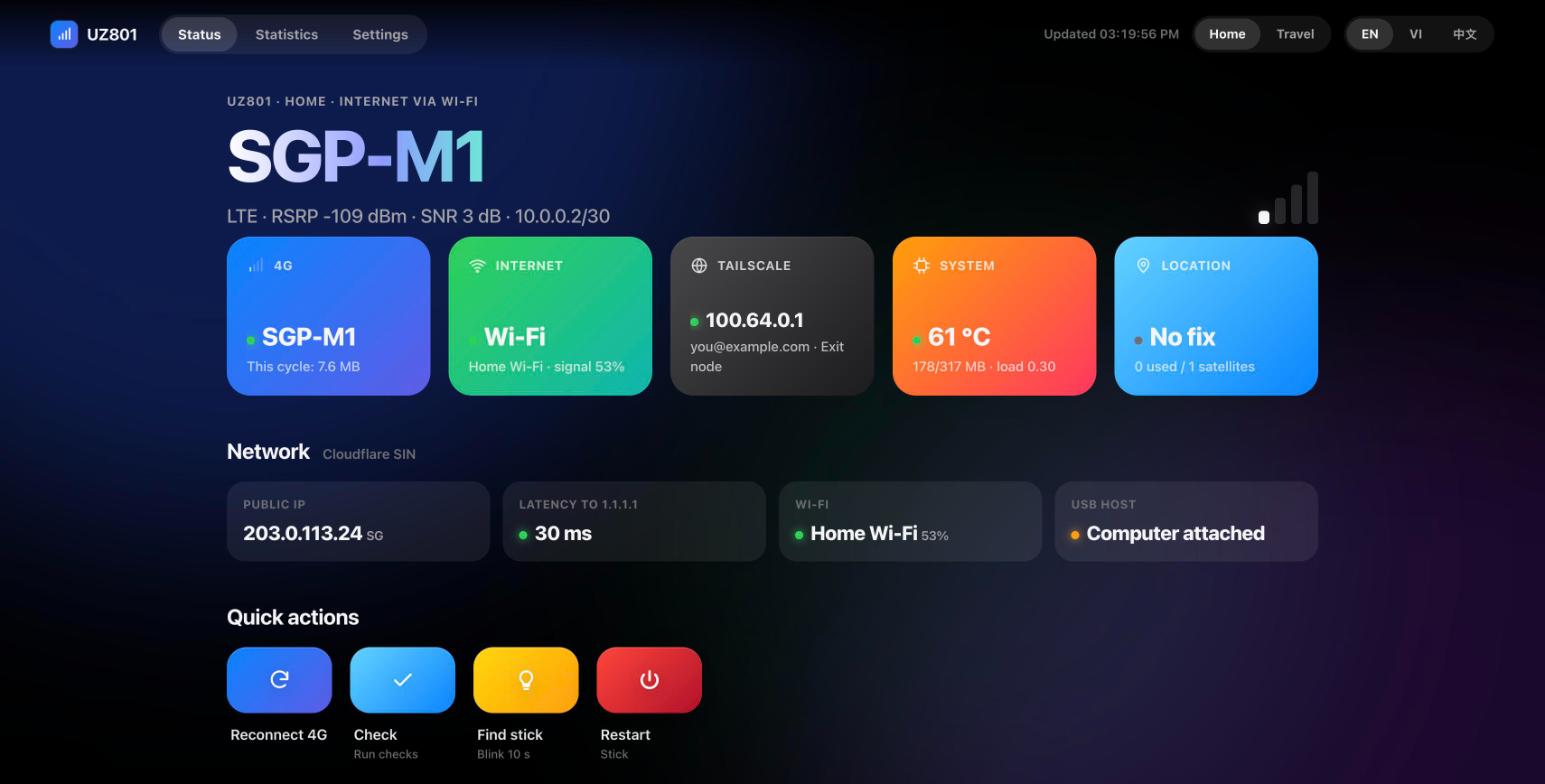 UZ801
Status Statistics Settings
Updated 03:19:56 PM
Home Travel
EN VI 中文
UZ801 · HOME · INTERNET VIA WI-FI
SGP-M1
LTE · RSRP -109 dBm · SNR 3 dB · 10.0.0.2/30
4G
SGP-M1
This cycle: 7.6 MB
INTERNET
Wi-Fi
Home Wi-Fi · signal 53%
TAILSCALE
100.64.0.1
you@example.com · Exit
node
SYSTEM
61 °C
178/317 MB · load 0.30
LOCATION
No fix
0 used / 1 satellites
Network Cloudflare SIN
PUBLIC IP
203.0.113.24 SG
LATENCY TO 1.1.1.1
30 ms
WI-FI
Home Wi-Fi 53%
USB HOST
Computer attached
Quick actions
Reconnect 4G
Check
Run checks
Find stick
Blink 10 s
Restart
Stick